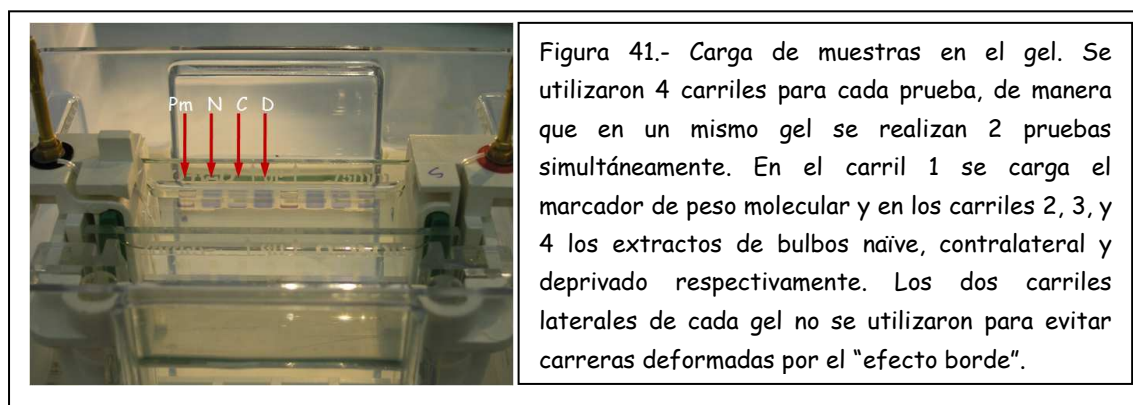 Pm N C D
S
Figura 41.- Carga de muestras en el gel. Se
utilizaron 4 carriles para cada prueba, de manera
que en un mismo gel se realizan 2 pruebas
simultáneamente. En el carril 1 se carga el
marcador de peso molecular y en los carriles 2, 3, y
4 los extractos de bulbos naïve, contralateral y
deprivado respectivamente. Los dos carriles
laterales de cada gel no se utilizaron para evitar
carreras deformadas por el “efecto borde”.